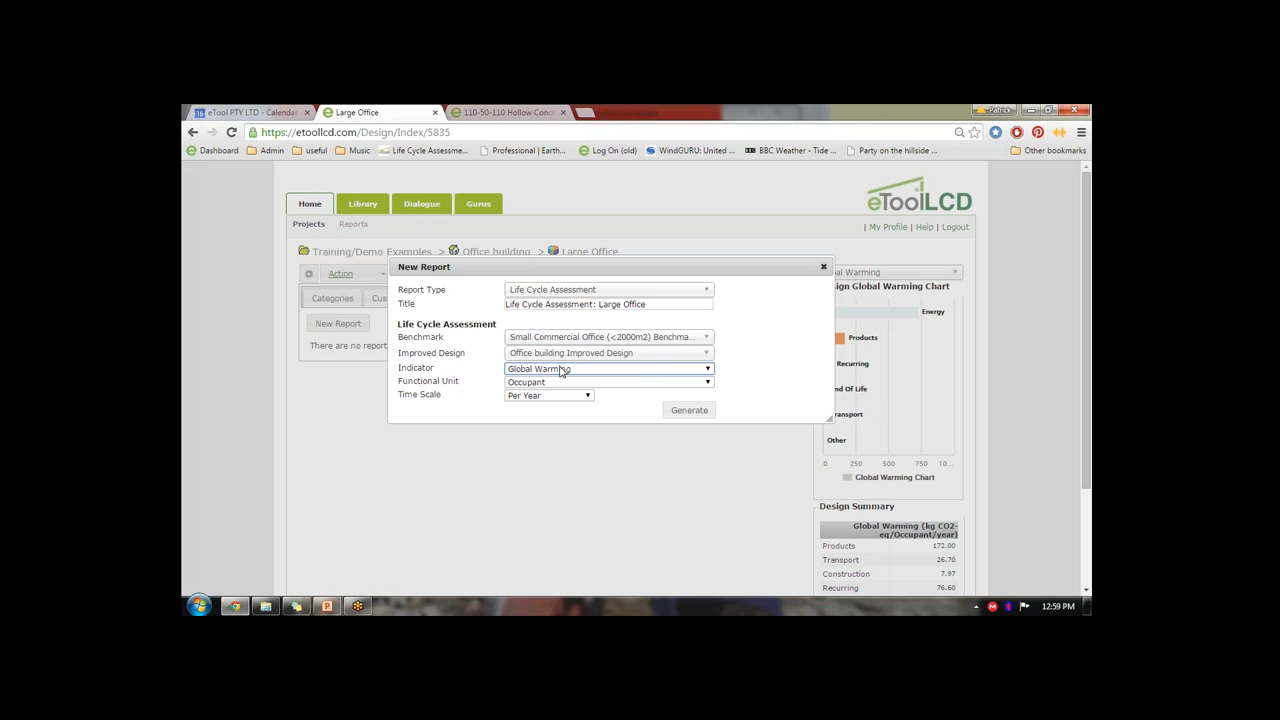 eTool PTY LTD - Calendar
Large Office
110-50-110 Hollow Conc
Patrick
https://etoollcd.com/Design/Index/5835
Dashboard
Admin
useful
Music
Life Cycle Assessme...
Professional | Earth...
Log On (old)
WindGURU: United ...
BBC Weather - Tide ...
Party on the hillside ...
Other bookmarks
Home
Library
Dialogue
Gurus
eToolLCD
Projects
Reports
| My Profile | Help | Logout
Training/Demo Examples > Office building > Large Office
Action
al Warming
New Report
Categories
Cus
ign Global Warming Chart
Report Type
Life Cycle Assessment
Title
Life Cycle Assessment: Large Office
Energy
New Report
Life Cycle Assessment
Benchmark
Small Commercial Office (<2000m2) Benchma...
Products
There are no report
Improved Design
Office building Improved Design
Indicator
Global Warming
Recurring
Functional Unit
Occupant
nd Of Life
Time Scale
Per Year
Generate
ransport
Other
0 250 500 750 10...
Global Warming Chart
Design Summary
Global Warming (kg CO2-
eq/Occupant/year)
Products 172.00
Transport 26.70
Construction 7.97
Recurring 76.60
12:59 PM